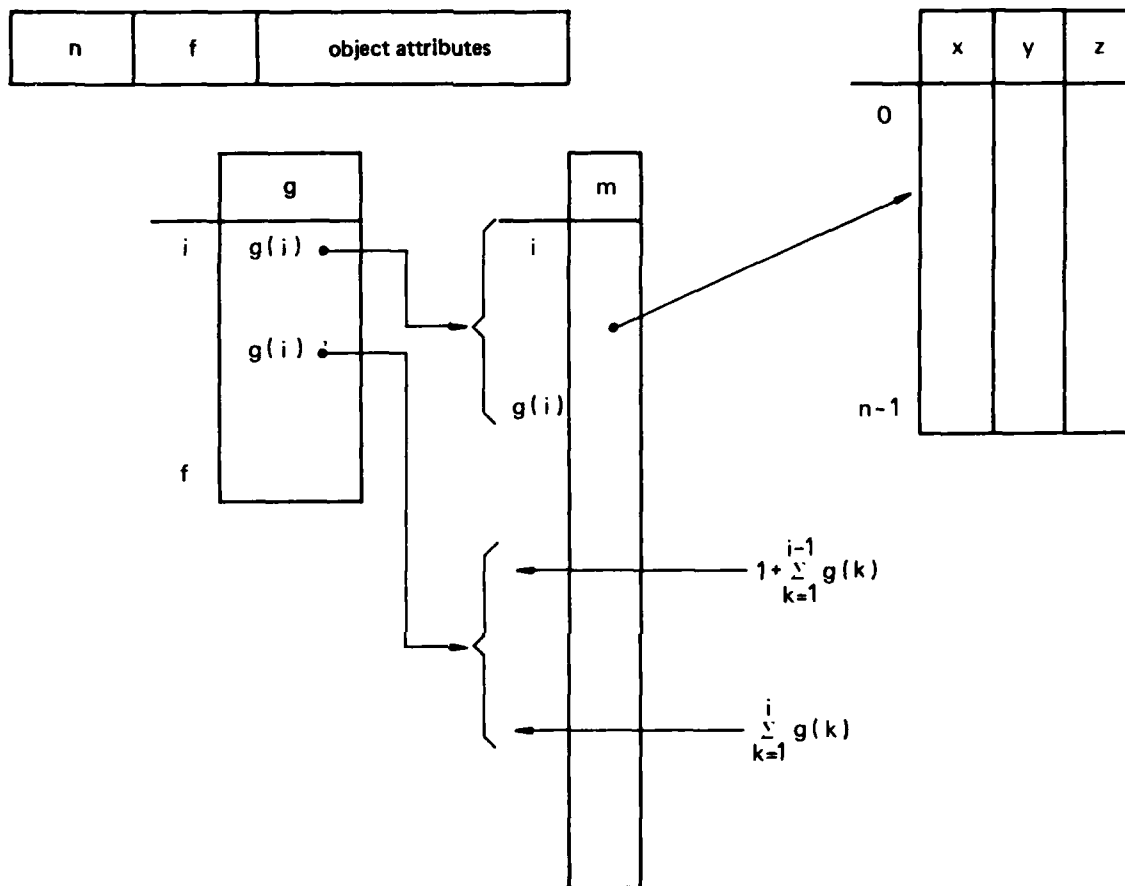 n f object attributes
x y z
0
n-1
g
i g(i)
g(i)
f
m
i
g(i)
i-1
1+ Σ g(k)
k=1
i
Σ g(k)
k=1